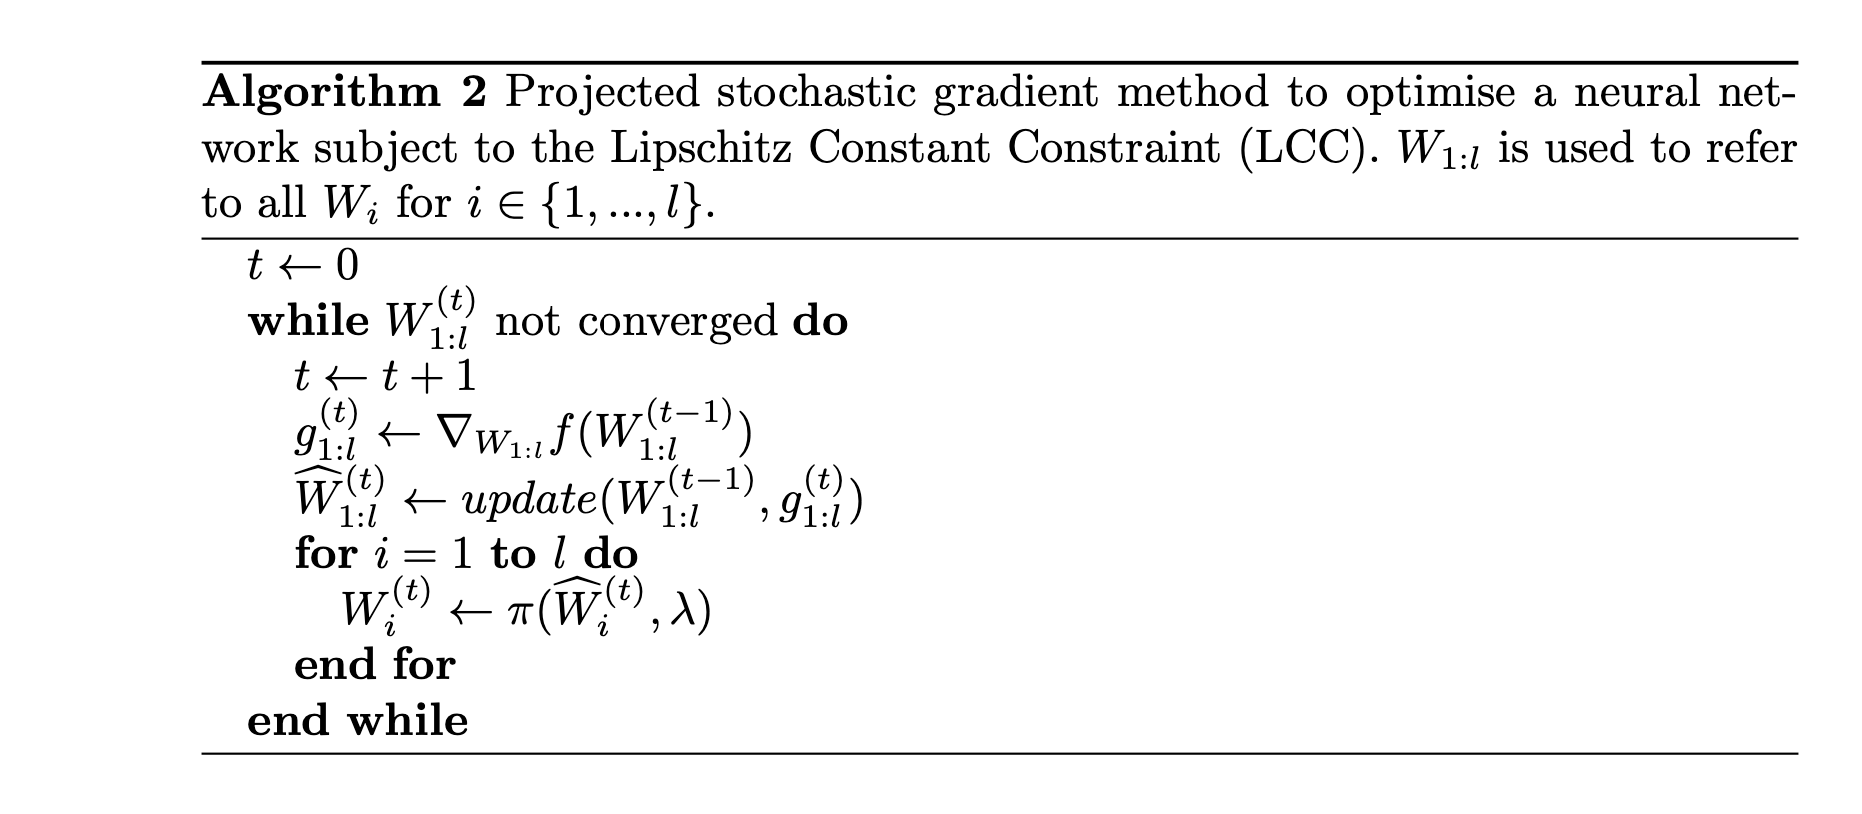 Algorithm 2 Projected stochastic gradient method to optimise a neural net-
work subject to the Lipschitz Constant Constraint (LCC). $W_{1:l}$ is used to refer
to all $W_i$ for $i \in \{1, ..., l\}$.
$t \leftarrow 0$
while $W_{1:l}^{(t)}$ not converged do
$t \leftarrow t + 1$
$g_{1:l}^{(t)} \leftarrow \nabla_{W_{1:l}} f(W_{1:l}^{(t-1)})$
$\widehat{W}_{1:l}^{(t)} \leftarrow update(W_{1:l}^{(t-1)}, g_{1:l}^{(t)})$
for $i = 1$ to $l$ do
$W_i^{(t)} \leftarrow \pi(\widehat{W}_i^{(t)}, \lambda)$
end for
end while